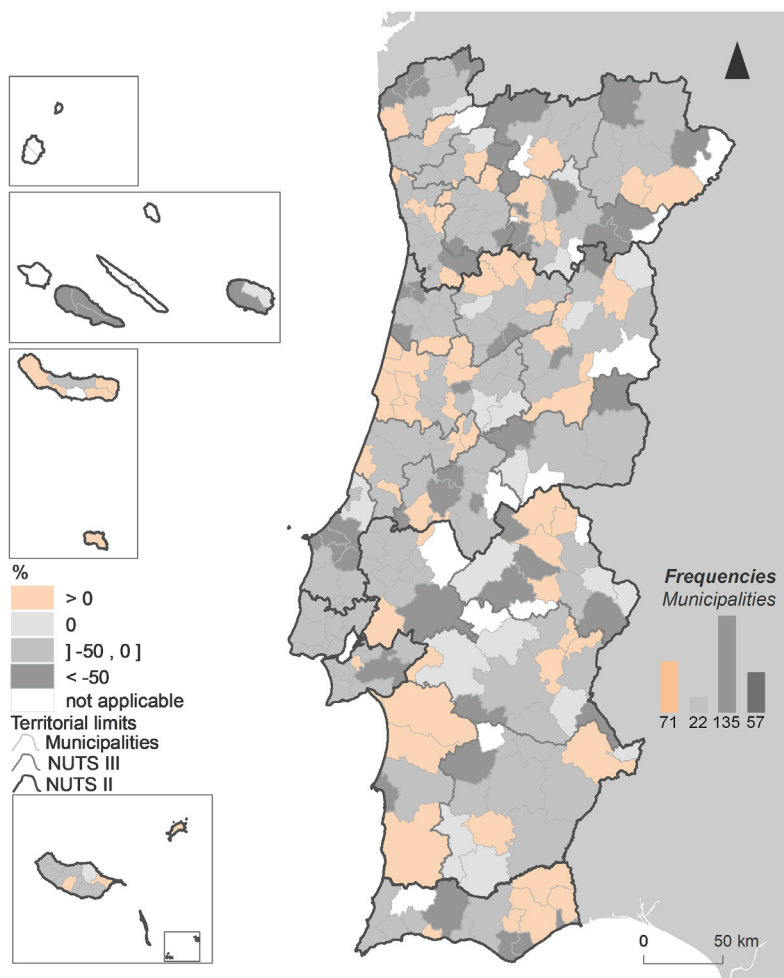 %
> 0
0
] -50 , 0 ]
< -50
not applicable
Territorial limits
Municipalities
NUTS III
NUTS II
Frequencies
Municipalities
71 22 135 57
0 50 km